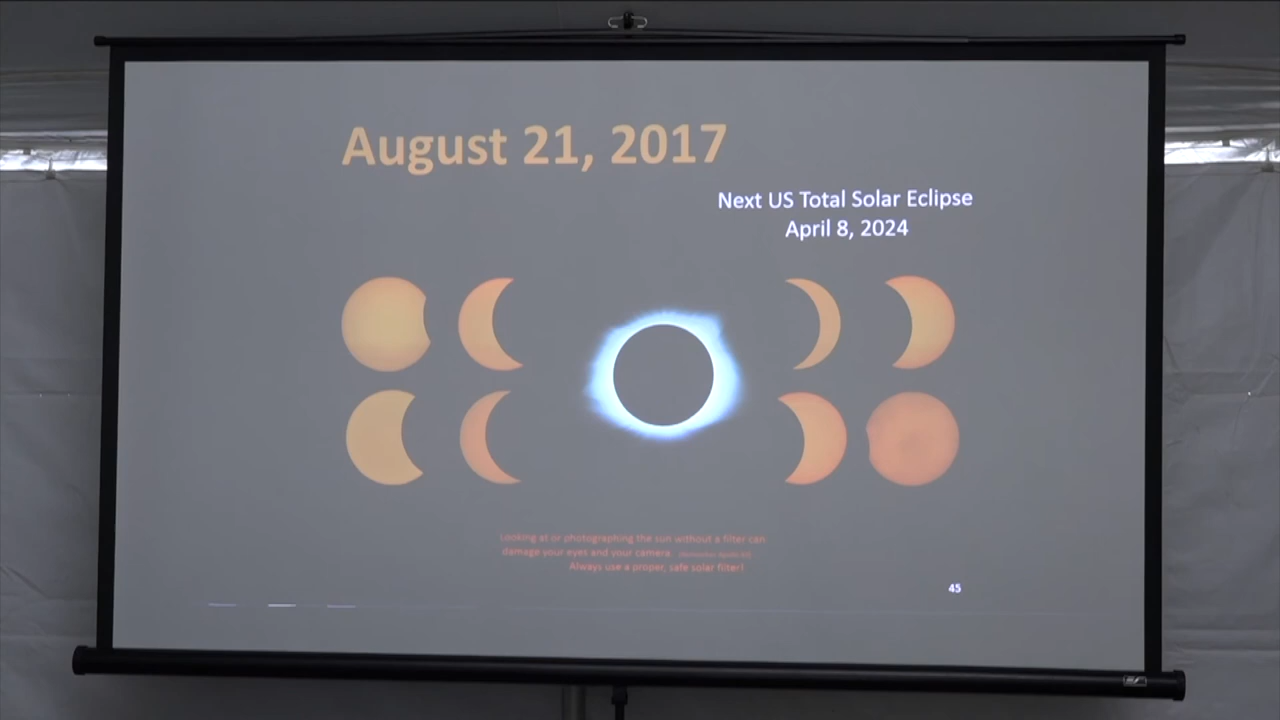 August 21, 2017
Next US Total Solar Eclipse
April 8, 2024
Looking at or photographing the sun without a filter can
damage your eyes and your camera.
Always use a proper, safe solar filter!
45